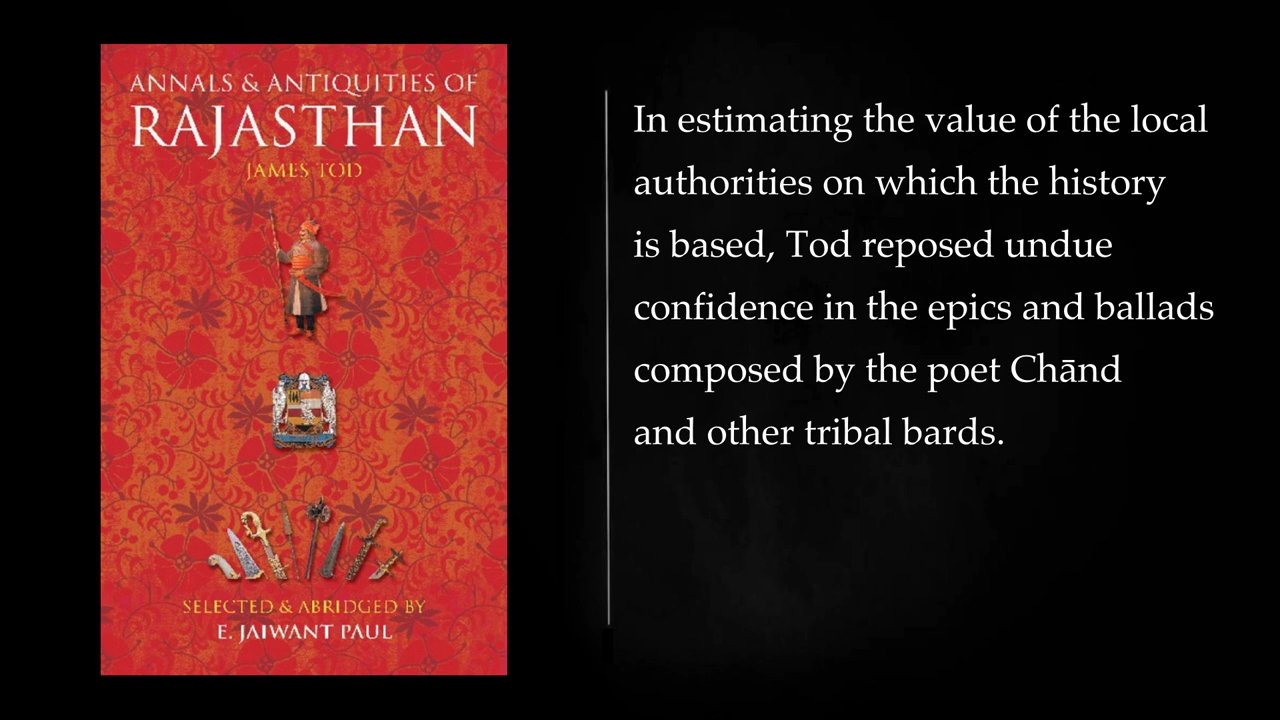 ANNALS & ANTIQUITIES OF
RAJASTHAN
JAMES TOD
SELECTED & ABRIDGED BY
E. JAIWANT PAUL
In estimating the value of the local
authorities on which the history
is based, Tod reposed undue
confidence in the epics and ballads
composed by the poet Chānd
and other tribal bards.